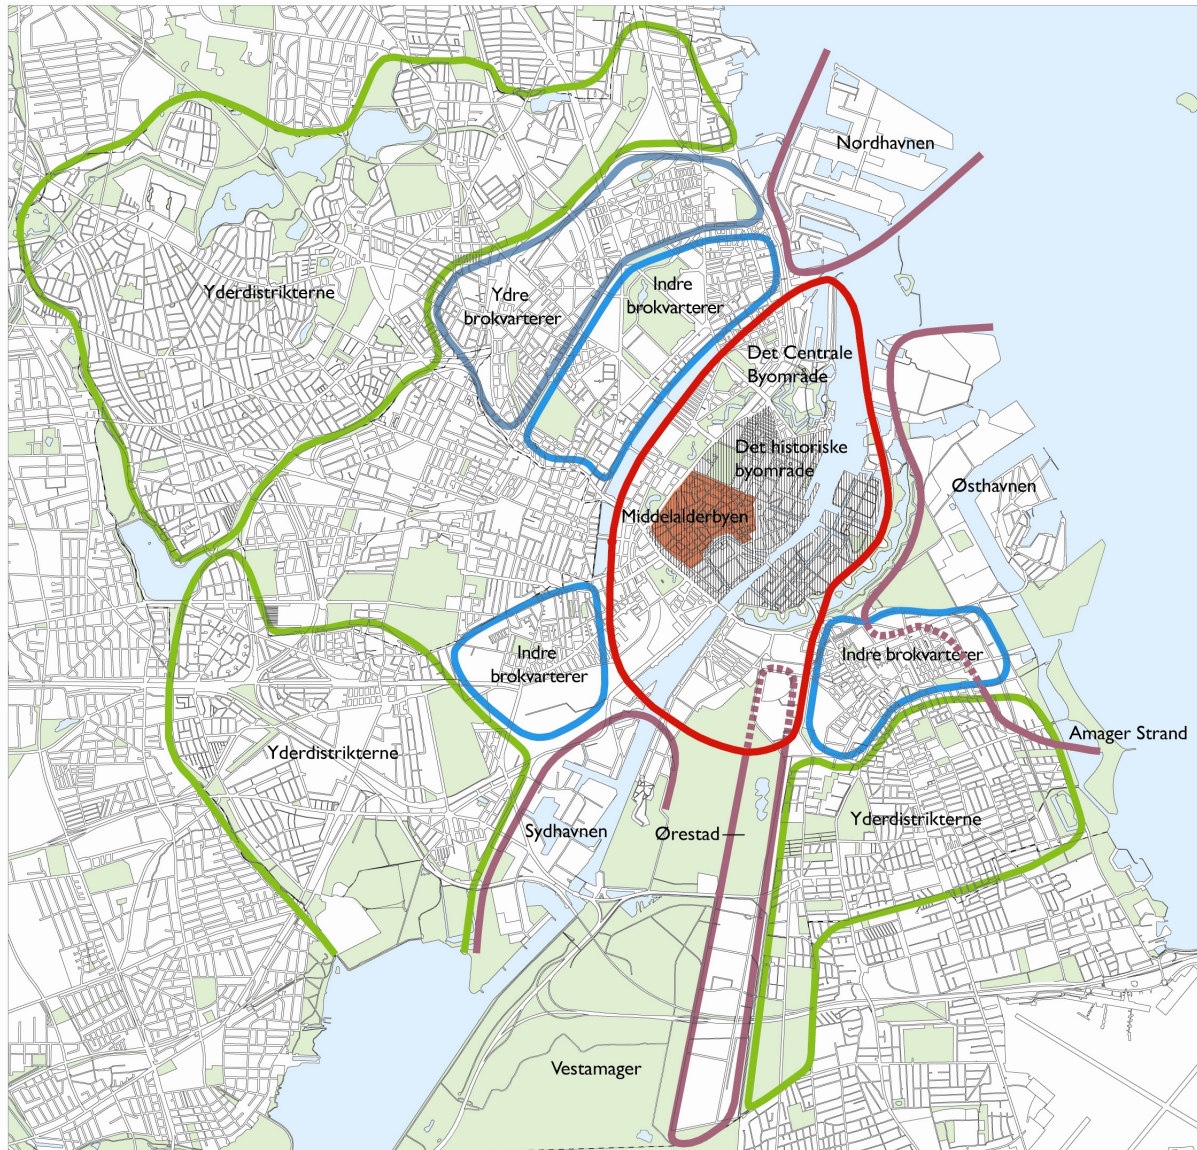 Nordhavnen
Yderdistrikterne
Ydre
brokvarterer
Indre
brokvarterer
Det Centrale
Byområde
Det historiske
byområde
Østhavnen
Middelalderbyen
Indre
brokvarterer
Indre brokvarterer
Amager Strand
Yderdistrikterne
Sydhavnen
Ørestad
Yderdistrikterne
Vestamager